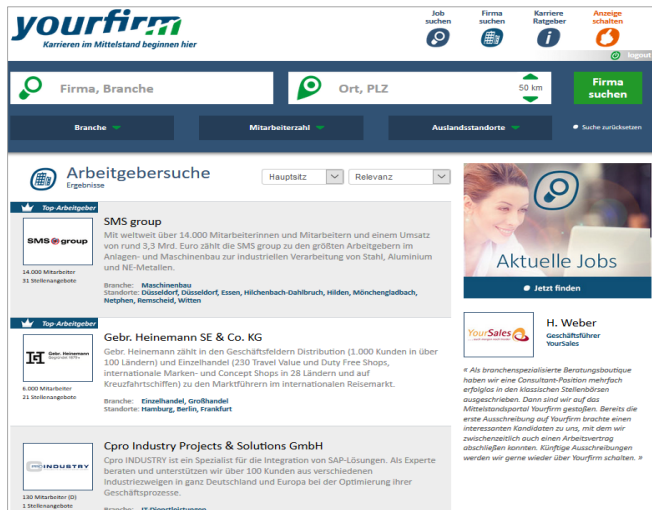 yourfirm
Karrieren im Mittelstand beginnen hier
Job suchen
Firma suchen
Karriere Ratgeber
Anzeige schalten
logout
Firma, Branche
Ort, PLZ
50 km
Firma suchen
Branche
Mitarbeiterzahl
Auslandsstandorte
Suche zurücksetzen
Arbeitgebersuche
Ergebnisse
Hauptsitz
Relevanz
Top-Arbeitgeber
SMS group
14.000 Mitarbeiter
31 Stellenangebote
SMS group
Mit weltweit über 14.000 Mitarbeiterinnen und Mitarbeitern und einem Umsatz
von rund 3,3 Mrd. Euro zählt die SMS group zu den größten Arbeitgebern im
Anlagen- und Maschinenbau zur industriellen Verarbeitung von Stahl, Aluminium
und NE-Metallen.
Branche: Maschinenbau
Standorte: Düsseldorf, Düsseldorf, Essen, Hilchenbach-Dahlbruch, Hilden, Mönchengladbach,
Netphen, Remscheid, Witten
Top-Arbeitgeber
Gebr. Heinemann
6.000 Mitarbeiter
21 Stellenangebote
Gebr. Heinemann SE & Co. KG
Gebr. Heinemann zählt in den Geschäftsfeldern Distribution (1.000 Kunden in über
100 Ländern) und Einzelhandel (230 Travel Value und Duty Free Shops,
internationale Marken- und Concept Shops in 28 Ländern und auf
Kreuzfahrtschiffen) zu den Marktführern im internationalen Reisemarkt.
Branche: Einzelhandel, Großhandel
Standorte: Hamburg, Berlin, Frankfurt
INDUSTRY
130 Mitarbeiter (D)
1 Stellenangebote
Cpro Industry Projects & Solutions GmbH
Cpro INDUSTRY ist ein Spezialist für die Integration von SAP-Lösungen. Als Experte
beraten und unterstützen wir über 100 Kunden aus verschiedenen
Industriezweigen in ganz Deutschland und Europa bei der Optimierung ihrer
Geschäftsprozesse.
Branche: IT-Dienstleistungen
Aktuelle Jobs
Jetzt finden
YourSales
H. Weber
Geschäftsführer
YourSales
« Als branchenspezialisierte Beratungsboutique
haben wir eine Consultant-Position mehrfach
erfolglos in den klassischen Stellenbörsen
ausgeschrieben. Dann sind wir auf das
Mittelstandsportal Yourfirm gestoßen. Bereits die
erste Ausschreibung auf Yourfirm brachte einen
interessanten Kandidaten zu uns, mit dem wir
zwischenzeitlich auch einen Arbeitsvertrag
abschließen konnten. Künftige Ausschreibungen
werden wir gerne wieder über Yourfirm schalten. »